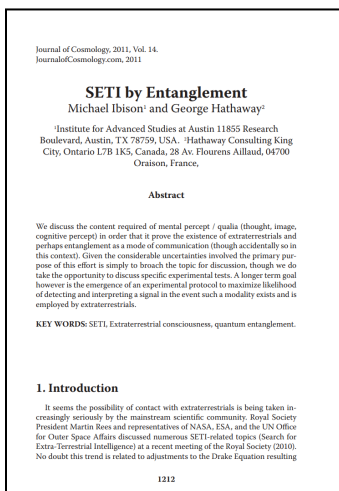 Journal of Cosmology, 2011, Vol. 14.
JournalofCosmology.com, 2011
SETI by Entanglement
Michael Ibison¹ and George Hathaway²
¹Institute for Advanced Studies at Austin 11855 Research
Boulevard, Austin, TX 78759, USA. ²Hathaway Consulting King
City, Ontario L7B 1K5, Canada, 28 Av. Flourens Aillaud, 04700
Oraison, France,
Abstract
We discuss the content required of mental percept / qualia (thought, image,
cognitive percept) in order that it prove the existence of extraterrestrials and
perhaps entanglement as a mode of communication (though accidentally so in
this context). Given the considerable uncertainties involved the primary pur-
pose of this effort is simply to broach the topic for discussion, though we do
take the opportunity to discuss specific experimental tests. A longer term goal
however is the emergence of an experimental protocol to maximize likelihood
of detecting and interpreting a signal in the event such a modality exists and is
employed by extraterrestrials.
KEY WORDS: SETI, Extraterrestrial consciousness, quantum entanglement.
1. Introduction
It seems the possibility of contact with extraterrestrials is being taken in-
creasingly seriously by the mainstream scientific community. Royal Society
President Martin Rees and representatives of NASA, ESA, and the UN Office
for Outer Space Affairs discussed numerous SETI-related topics (Search for
Extra-Terrestrial Intelligence) at a recent meeting of the Royal Society (2010).
No doubt this trend is related to adjustments to the Drake Equation resulting
1212